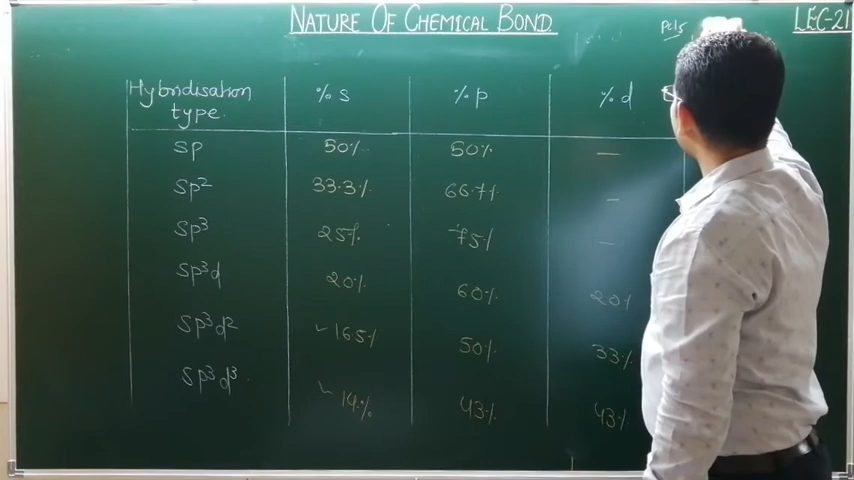 NATURE OF CHEMICAL BOND
LEC-21
PCl5
Hybridisation type. %s %p %d
sp 50% 50% —
sp² 33.3% 66.7% —
sp³ 25% 75% —
sp³d 20% 60% 20%
sp³d² 16.5% 50% 33%
sp³d³. 14.% 43% 43%